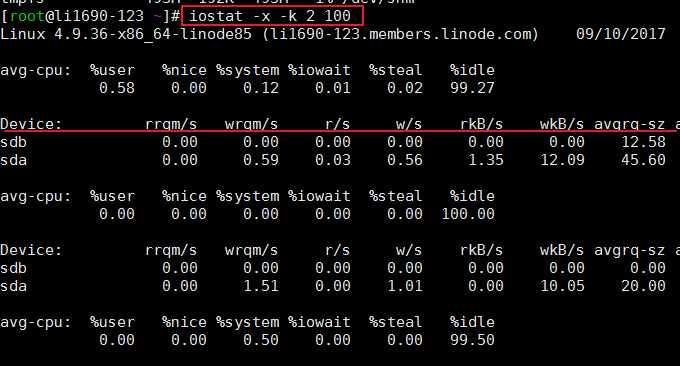 tmpfs 493M 192K 493M 1% /dev/shm
[root@li1690-123 ~]# iostat -x -k 2 100
Linux 4.9.36-x86_64-linode85 (li1690-123.members.linode.com) 09/10/2017
avg-cpu: %user %nice %system %iowait %steal %idle
0.58 0.00 0.12 0.01 0.02 99.27
Device: rrqm/s wrqm/s r/s w/s rkB/s wkB/s avgrq-sz
sdb 0.00 0.00 0.00 0.00 0.00 0.00 12.58
sda 0.00 0.59 0.03 0.56 1.35 12.09 45.60
avg-cpu: %user %nice %system %iowait %steal %idle
0.00 0.00 0.00 0.00 0.00 100.00
Device: rrqm/s wrqm/s r/s w/s rkB/s wkB/s avgrq-sz
sdb 0.00 0.00 0.00 0.00 0.00 0.00 0.00
sda 0.00 1.51 0.00 1.01 0.00 10.05 20.00
avg-cpu: %user %nice %system %iowait %steal %idle
0.00 0.00 0.50 0.00 0.00 99.50